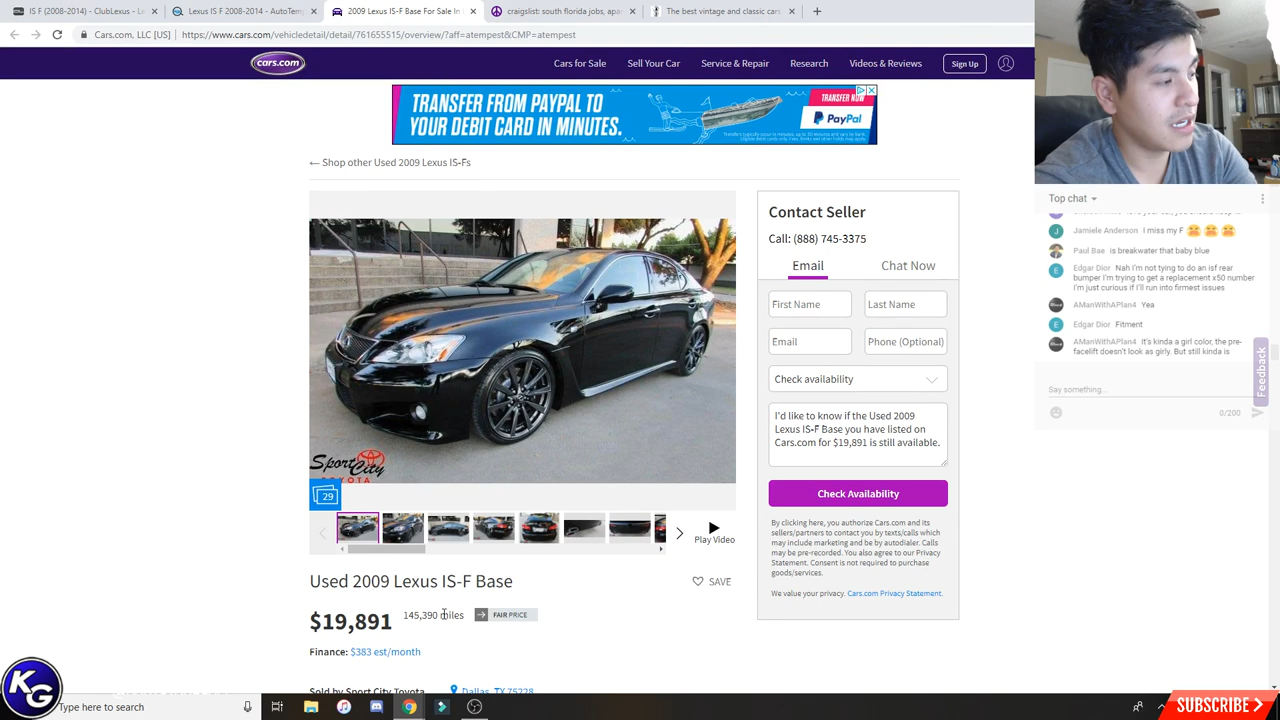 IS F (2008-2014) - ClubLexus - Le
Lexus IS F 2008-2014 - AutoTemp
2009 Lexus IS-F Base For Sale In
craigslist: south florida jobs, apar
The best vintage and classic cars
Cars.com, LLC [US]
https://www.cars.com/vehicledetail/detail/761655515/overview/?aff=atempest&CMP=atempest
cars.com
Cars for Sale
Sell Your Car
Service & Repair
Research
Videos & Reviews
Sign Up
TRANSFER FROM PAYPAL TO
YOUR DEBIT CARD IN MINUTES.
TRANSFER NOW
PayPal
← Shop other Used 2009 Lexus IS-Fs
Sport City
TOYOTA
29
Play Video
Used 2009 Lexus IS-F Base
SAVE
$19,891
145,390 miles
FAIR PRICE
Finance: $383 est/month
Sold by Sport City Toyota
Dallas, TX 75228
Contact Seller
Call: (888) 745-3375
Email
Chat Now
First Name
Last Name
Email
Phone (Optional)
Check availability
I'd like to know if the Used 2009
Lexus IS-F Base you have listed on
Cars.com for $19,891 is still available.
Check Availability
By clicking here, you authorize Cars.com and its
sellers/partners to contact you by texts/calls which
may include marketing and be by autodialer. Calls
may be pre-recorded. You also agree to our Privacy
Statement. Consent is not required to purchase
goods/services.
We value your privacy. Cars.com Privacy Statement.
Top chat
Jamiele Anderson I miss my F
Paul Bae is breakwater that baby blue
Edgar Dior Nah I'm not tying to do an isf rear
bumper I'm trying to get a replacement x50 number
I'm just curious if I'll run into firmest issues
AManWithAPlan4 Yea
Edgar Dior Fitment
AManWithAPlan4 It's kinda a girl color, the pre-
facelift doesn't look as girly. But still kinda is
Say something...
0/200
Feedback
KG
Type here to search
SUBSCRIBE